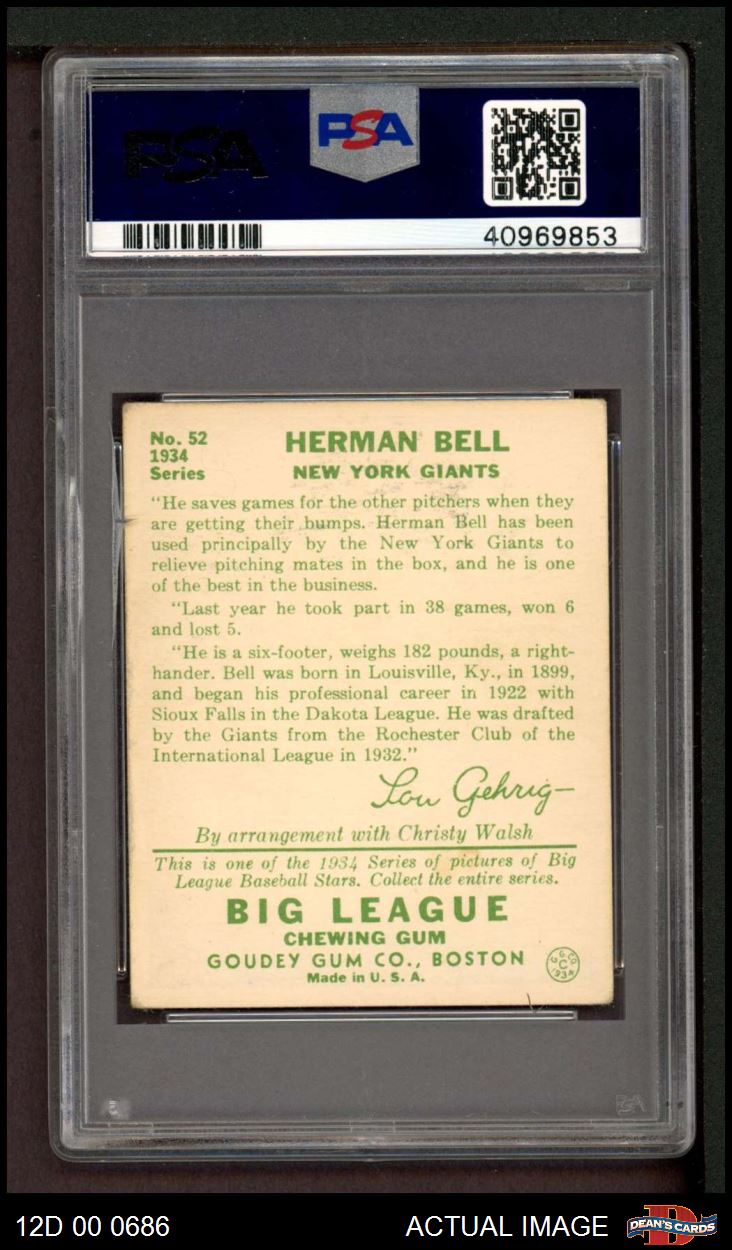 PSA
PSA
40969853
No. 52
1934
Series
HERMAN BELL
NEW YORK GIANTS
"He saves games for the other pitchers when they
are getting their bumps. Herman Bell has been
used principally by the New York Giants to
relieve pitching mates in the box, and he is one
of the best in the business.
"Last year he took part in 38 games, won 6
and lost 5.
"He is a six-footer, weighs 182 pounds, a right-
hander. Bell was born in Louisville, Ky., in 1899,
and began his professional career in 1922 with
Sioux Falls in the Dakota League. He was drafted
by the Giants from the Rochester Club of the
International League in 1932."
Lou Gehrig
By arrangement with Christy Walsh
This is one of the 1934 Series of pictures of Big
League Baseball Stars. Collect the entire series.
BIG LEAGUE
CHEWING GUM
GOUDEY GUM CO., BOSTON
Made in U. S. A.
G. G. CO.
C
1934
PSA
12D 00 0686
ACTUAL IMAGE
DEAN'S CARDS